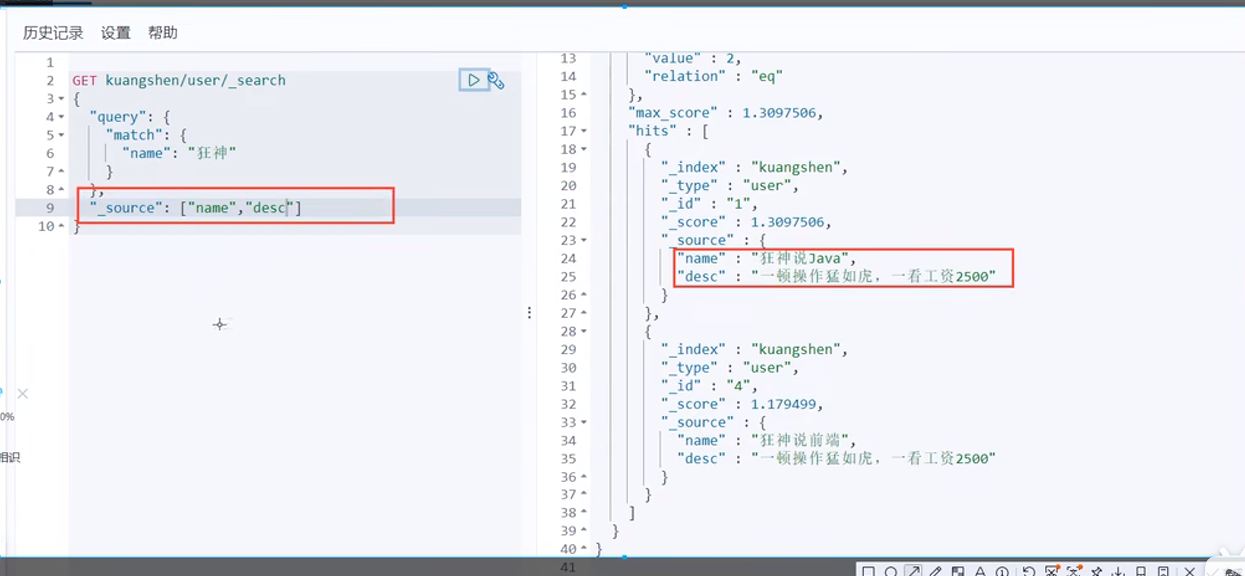 历史记录 设置 帮助
1
2 GET kuangshen/user/_search
3 {
4 "query": {
5 "match": {
6 "name": "狂神"
7 }
8 },
9 "_source": ["name","desc"]
10 }
13 "value" : 2,
14 "relation" : "eq"
15 },
16 "max_score" : 1.3097506,
17 "hits" : [
18 {
19 "_index" : "kuangshen",
20 "_type" : "user",
21 "_id" : "1",
22 "_score" : 1.3097506,
23 "_source" : {
24 "name" : "狂神说Java",
25 "desc" : "一顿操作猛如虎，一看工资2500"
26 }
27 },
28 {
29 "_index" : "kuangshen",
30 "_type" : "user",
31 "_id" : "4",
32 "_score" : 1.179499,
33 "_source" : {
34 "name" : "狂神说前端",
35 "desc" : "一顿操作猛如虎，一看工资2500"
36 }
37 }
38 ]
39 }
40 }
41
0%
相识